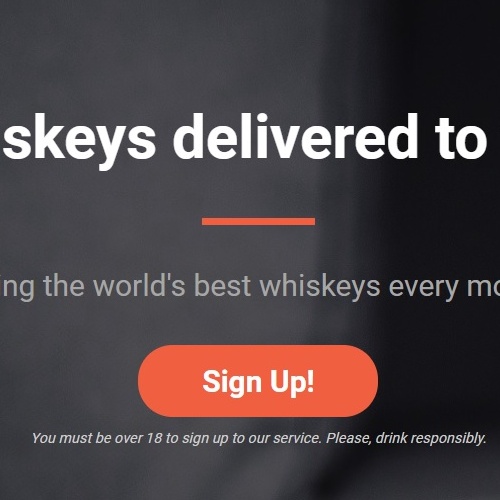 skeys delivered to
ing the world's best whiskeys every mo
Sign Up!
You must be over 18 to sign up to our service. Please, drink responsibly.